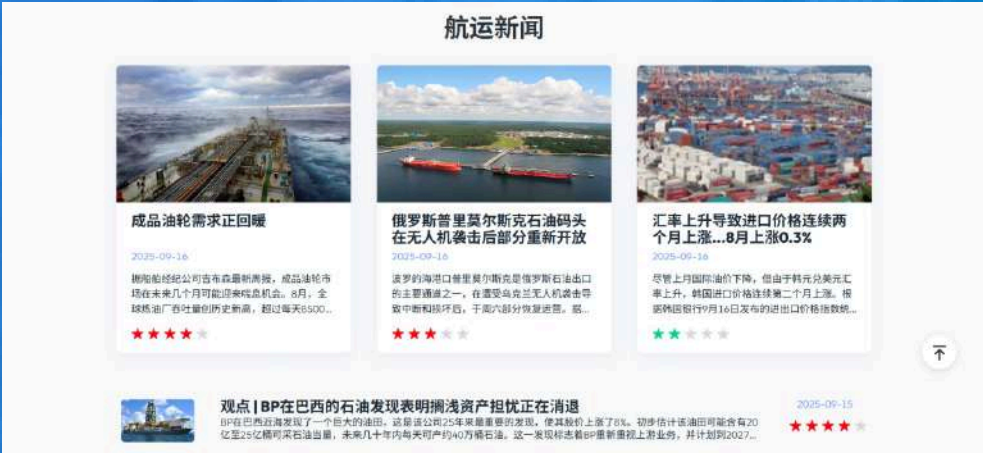 航运新闻
成品油轮需求正回暖
2025-09-16
据船舶经纪公司吉布森最新周报，成品油轮市
场在未来几个月可能迎来喘息机会。8月，全
球炼油厂吞吐量创历史新高，超过每天8500...
俄罗斯普里莫尔斯克石油码头
在无人机袭击后部分重新开放
2025-09-16
波罗的海港口普里莫尔斯克是俄罗斯石油出口
的主要通道之一，在遭受乌克兰无人机袭击导
致中断和损坏后，于周六部分恢复运营。据...
汇率上升导致进口价格连续两
个月上涨...8月上涨0.3%
2025-09-16
尽管上月国际油价下降，但由于韩元兑美元汇
率上升，韩国进口价格连续第二个月上涨。根
据韩国银行9月16日发布的进出口价格指数统...
观点 | BP在巴西的石油发现表明搁浅资产担忧正在消退
2025-09-15
BP在巴西近海发现了一个巨大的油田，这是该公司25年来最重要的发现，使其股价上涨了8%。初步估计该油田可能含有20
亿至25亿桶可采石油当量，未来几十年内每天可产约40万桶石油。这一发现标志着BP重新重视上游业务，并计划到2027...